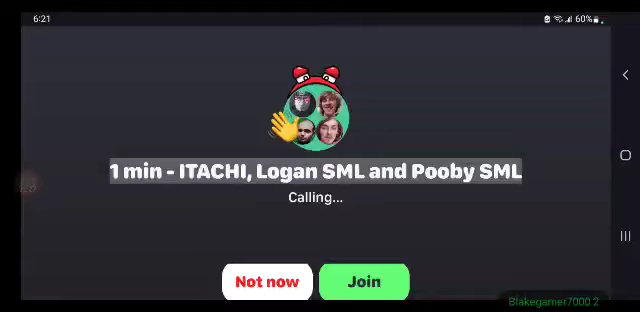 6:21
60%
1 min - ITACHI, Logan SML and Pooby SML
Calling...
Not now
Join
Blakegamer7000 2